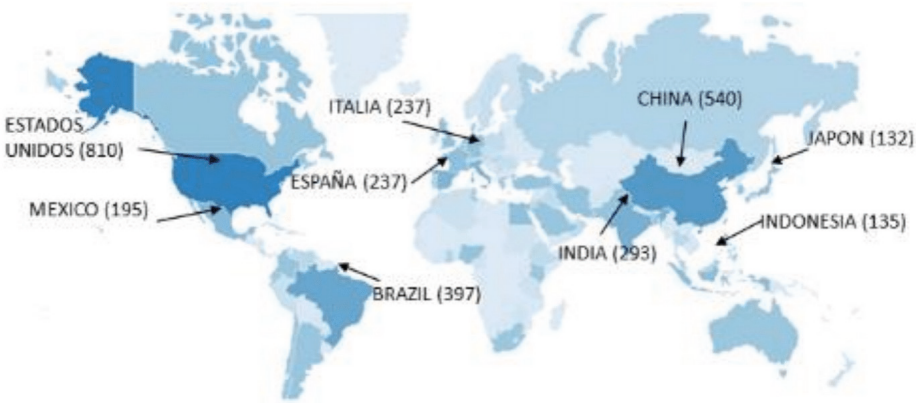 ITALIA (237)
CHINA (540)
ESTADOS
UNIDOS (810)
JAPON (132)
ESPAÑA (237)
MEXICO (195)
INDONESIA (135)
INDIA (293)
BRAZIL (397)